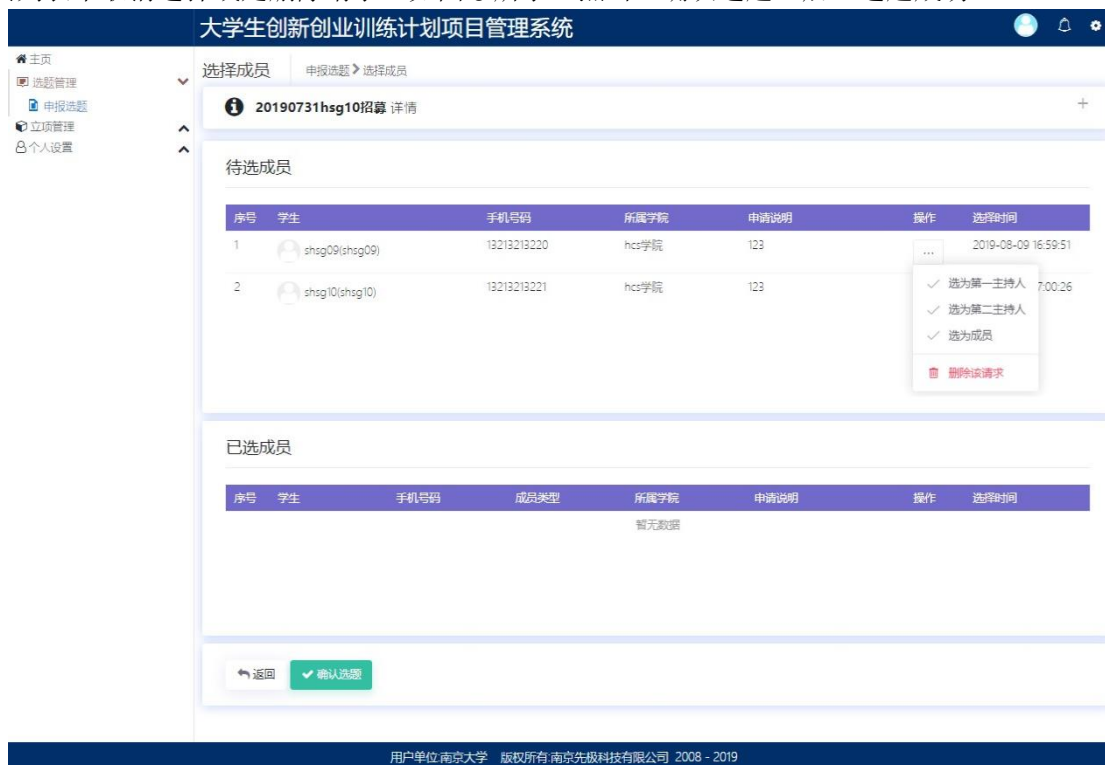 大学生创新创业训练计划项目管理系统
主页
选题管理
申报选题
立项管理
个人设置
选择成员 申报选题 选择成员
20190731hsg10招募 详情
待选成员
序号 学生 手机号码 所属学院 申请说明 操作 选择时间
1 shsg09(shsg09) 13213213220 hcs学院 123 ... 2019-08-09 16:59:51
2 shsg10(shsg10) 13213213221 hcs学院 123 7:00:26
选为第一主持人
选为第二主持人
选为成员
删除该请求
已选成员
序号 学生 手机号码 成员类型 所属学院 申请说明 操作 选择时间
暂无数据
返回 确认选题
用户单位:南京大学 版权所有:南京先极科技有限公司 2008 - 2019